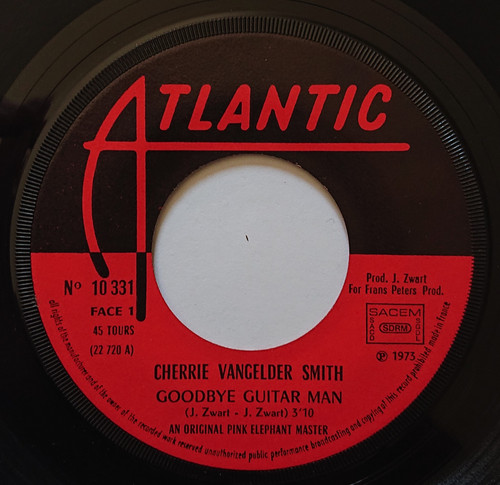 ATLANTIC
Nº 10 331
FACE 1
45 TOURS
(22 720 A)
Prod. J. Zwart
For Frans Peters Prod.
SACEM
SACD SDRM SGDL
℗ 1973
CHERRIE VANGELDER SMITH
GOODBYE GUITAR MAN
(J. Zwart - J. Zwart) 3"10
AN ORIGINAL PINK ELEPHANT MASTER
all rights of the manufacturer and of the owner of the recorded work reserved unauthorized public performance broadcasting and copying of this record prohibited made in france